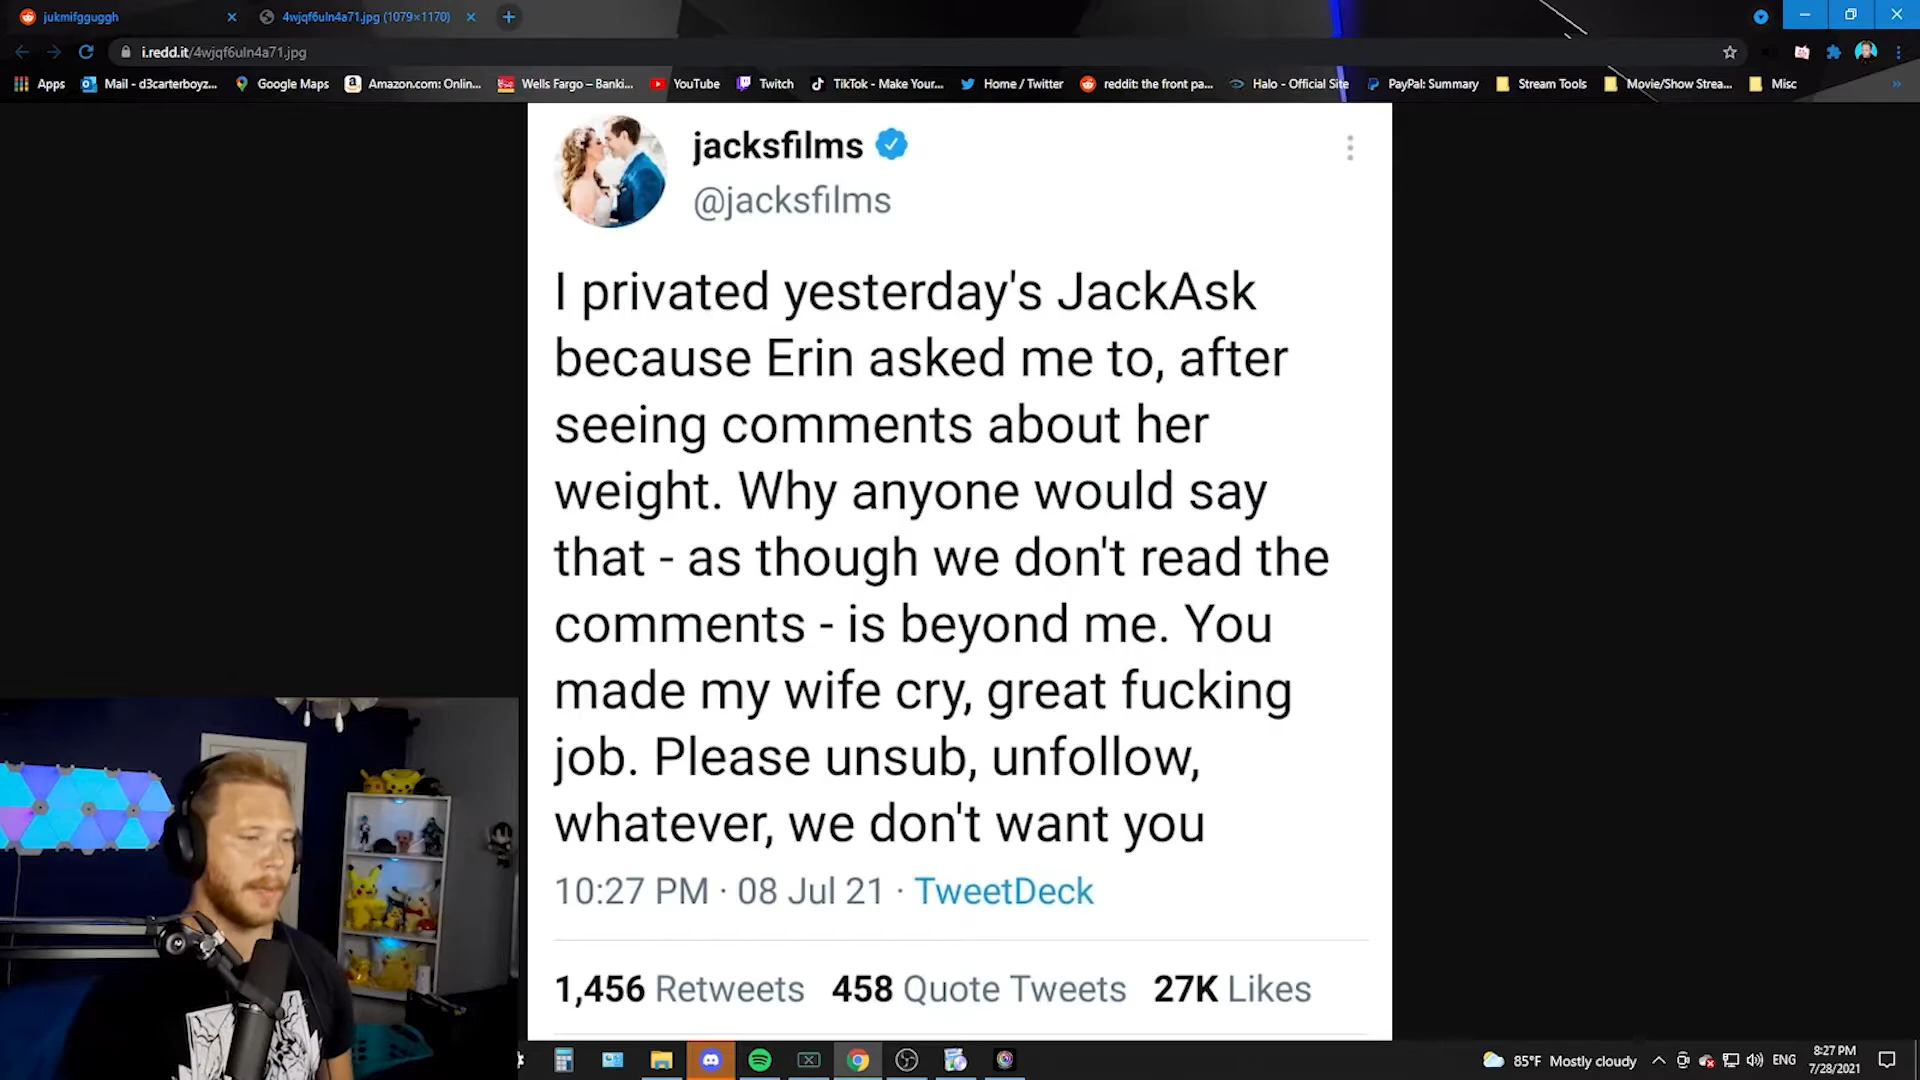 jukmifgguggh
4wjqf6uln4a71.jpg (1079×1170)
i.redd.it/4wjqf6uln4a71.jpg
Apps
Mail - d3carterboyz...
Google Maps
Amazon.com: Onlin...
Wells Fargo – Banki...
YouTube
Twitch
TikTok - Make Your...
Home / Twitter
reddit: the front pa...
Halo - Official Site
PayPal: Summary
Stream Tools
Movie/Show Strea...
Misc
jacksfilms
@jacksfilms
I privated yesterday's JackAsk
because Erin asked me to, after
seeing comments about her
weight. Why anyone would say
that - as though we don't read the
comments - is beyond me. You
made my wife cry, great fucking
job. Please unsub, unfollow,
whatever, we don't want you
10:27 PM · 08 Jul 21 · TweetDeck
1,456 Retweets 458 Quote Tweets 27K Likes
85°F Mostly cloudy
ENG
8:27 PM
7/28/2021